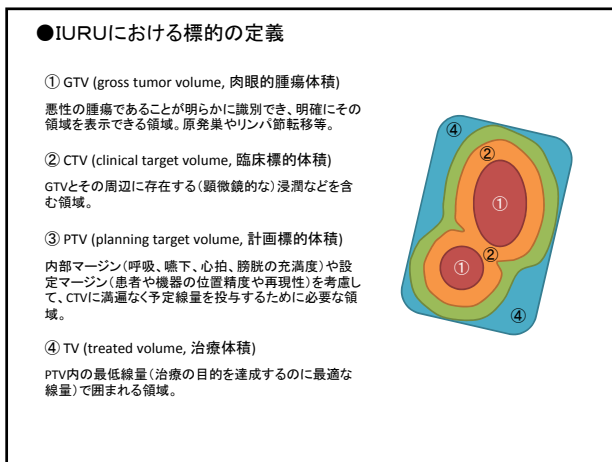 ●IURUにおける標的の定義
① GTV (gross tumor volume, 肉眼的腫瘍体積)
悪性の腫瘍であることが明らかに識別でき、明確にその
領域を表示できる領域。原発巣やリンパ節転移等。
② CTV (clinical target volume, 臨床標的体積)
GTVとその周辺に存在する(顕微鏡的な)浸潤などを含
む領域。
③ PTV (planning target volume, 計画標的体積)
内部マージン(呼吸、嚥下、心拍、膀胱の充満度)や設
定マージン(患者や機器の位置精度や再現性)を考慮し
て、CTVに満遍なく予定線量を投与するために必要な領
域。
④ TV (treated volume, 治療体積)
PTV内の最低線量(治療の目的を達成するのに最適な
線量)で囲まれる領域。
④
②
①
②
①
④